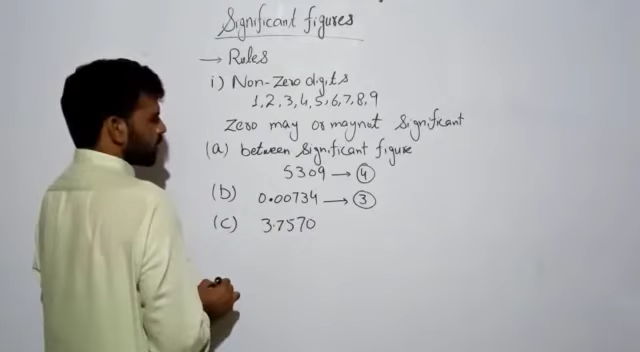 Significant figures
→ Rules
i) Non-Zero digits
1,2,3,4,5,6,7,8,9
Zero may or maynot Significant
(a) between Significant figure
5309 → 4
(b) 0.00734 → 3
(c) 3.7570